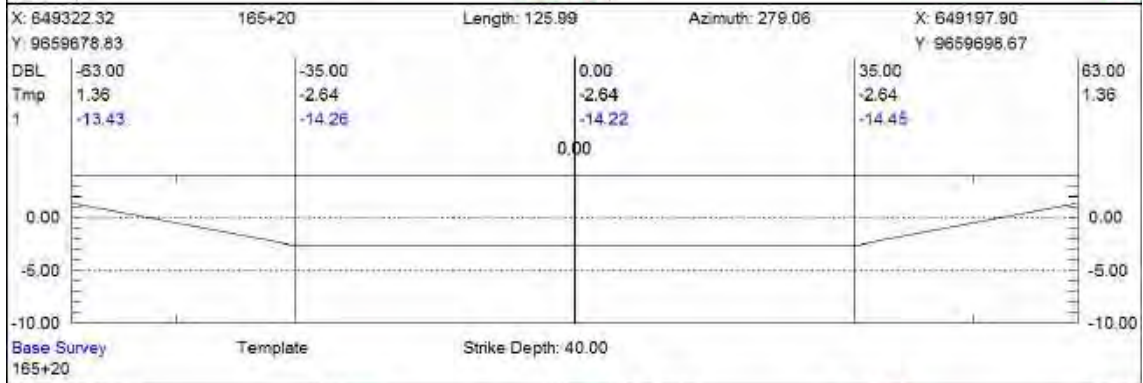 X: 649322.32 165+20 Length: 125.99 Azimuth: 279.06 X: 649197.90
Y: 9659678.83 Y: 9659698.67
DBL -63.00 -35.00 0.00 35.00 63.00
Tmp 1.36 -2.64 -2.64 -2.64 1.36
1 -13.43 -14.26 -14.22 -14.45
0.00
0.00 0.00
-5.00 -5.00
-10.00 -10.00
Base Survey Template Strike Depth: 40.00
165+20